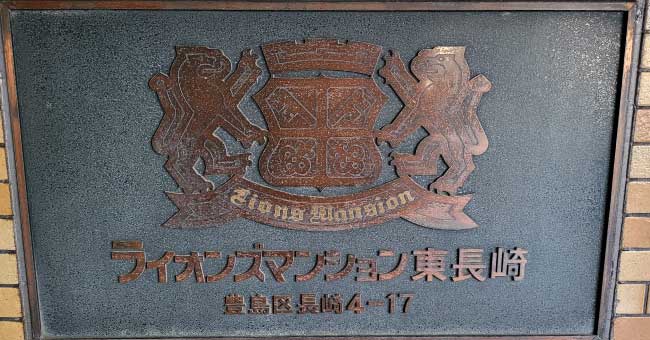 Lions Mansion
ライオンズマンション東長崎
豊島区長崎4-17